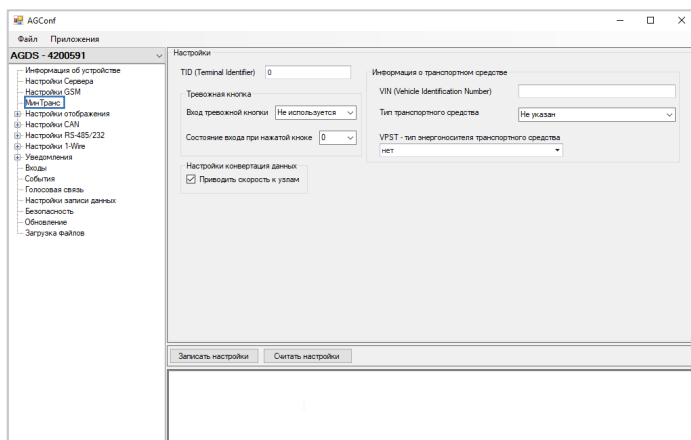 AGConf
Файл Приложения
AGDS - 4200591
Информация об устройстве
Настройки Сервера
Настройки GSM
МинТранс
Настройки отображения
Настройки CAN
Настройки RS-485/232
Настройки 1-Wire
Уведомления
Входы
События
Голосовая связь
Настройки записи данных
Безопасность
Обновление
Загрузка файлов
Настройки
TID (Teminal Identifier) 0
Тревожная кнопка
Вход тревожной кнопки Не используется
Состояние входа при нажатой кноке 0
Настройки конвертация данных
Приводить скорость к узлам
Информация о транспортном средстве
VIN (Vehicle Identification Number)
Тип транспортного средства Не указан
VPST - тип энергоносителя транспортного средства
нет
Записать настройки Считать настройки